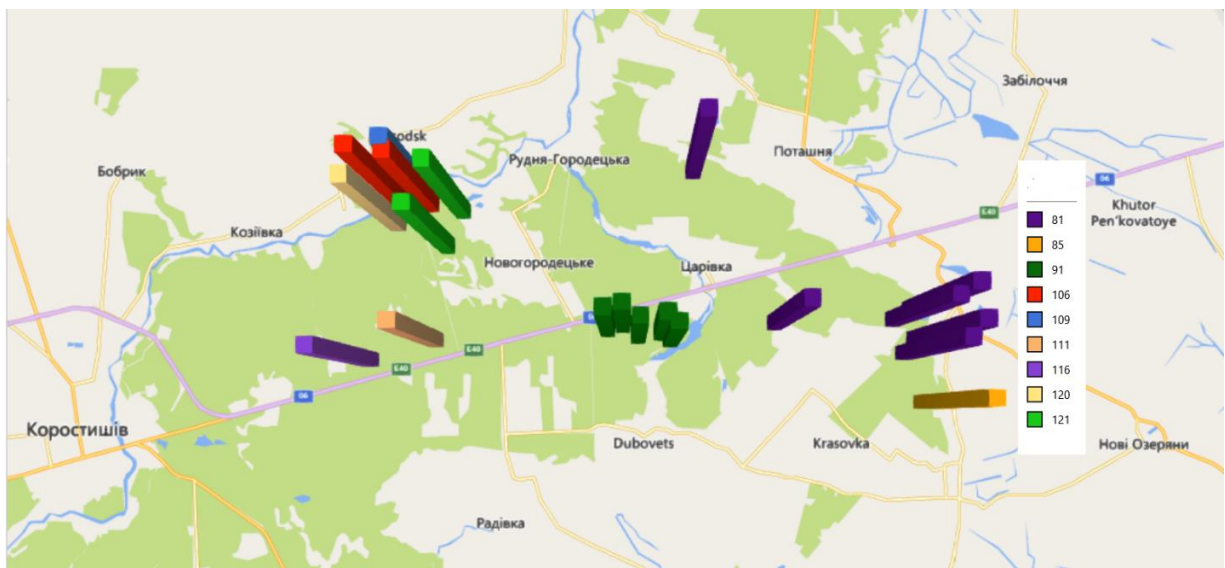 Забілоччя
odsk
Рудня-Городецька
Поташня
Бобрик
06
Khutor
Pen'kovatoye
E40
Козіївка
Новогородецьке
Царівка
E40
E40
06
Коростишів
Dubovets
Krasovka
Нові Озеряни
Радівка
81
85
91
106
109
111
116
120
121